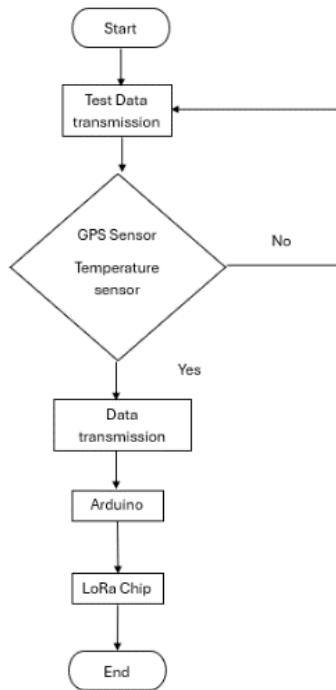 Start
Test Data
transmission
GPS Sensor
Temperature
sensor
No
Yes
Data
transmission
Arduino
LoRa Chip
End